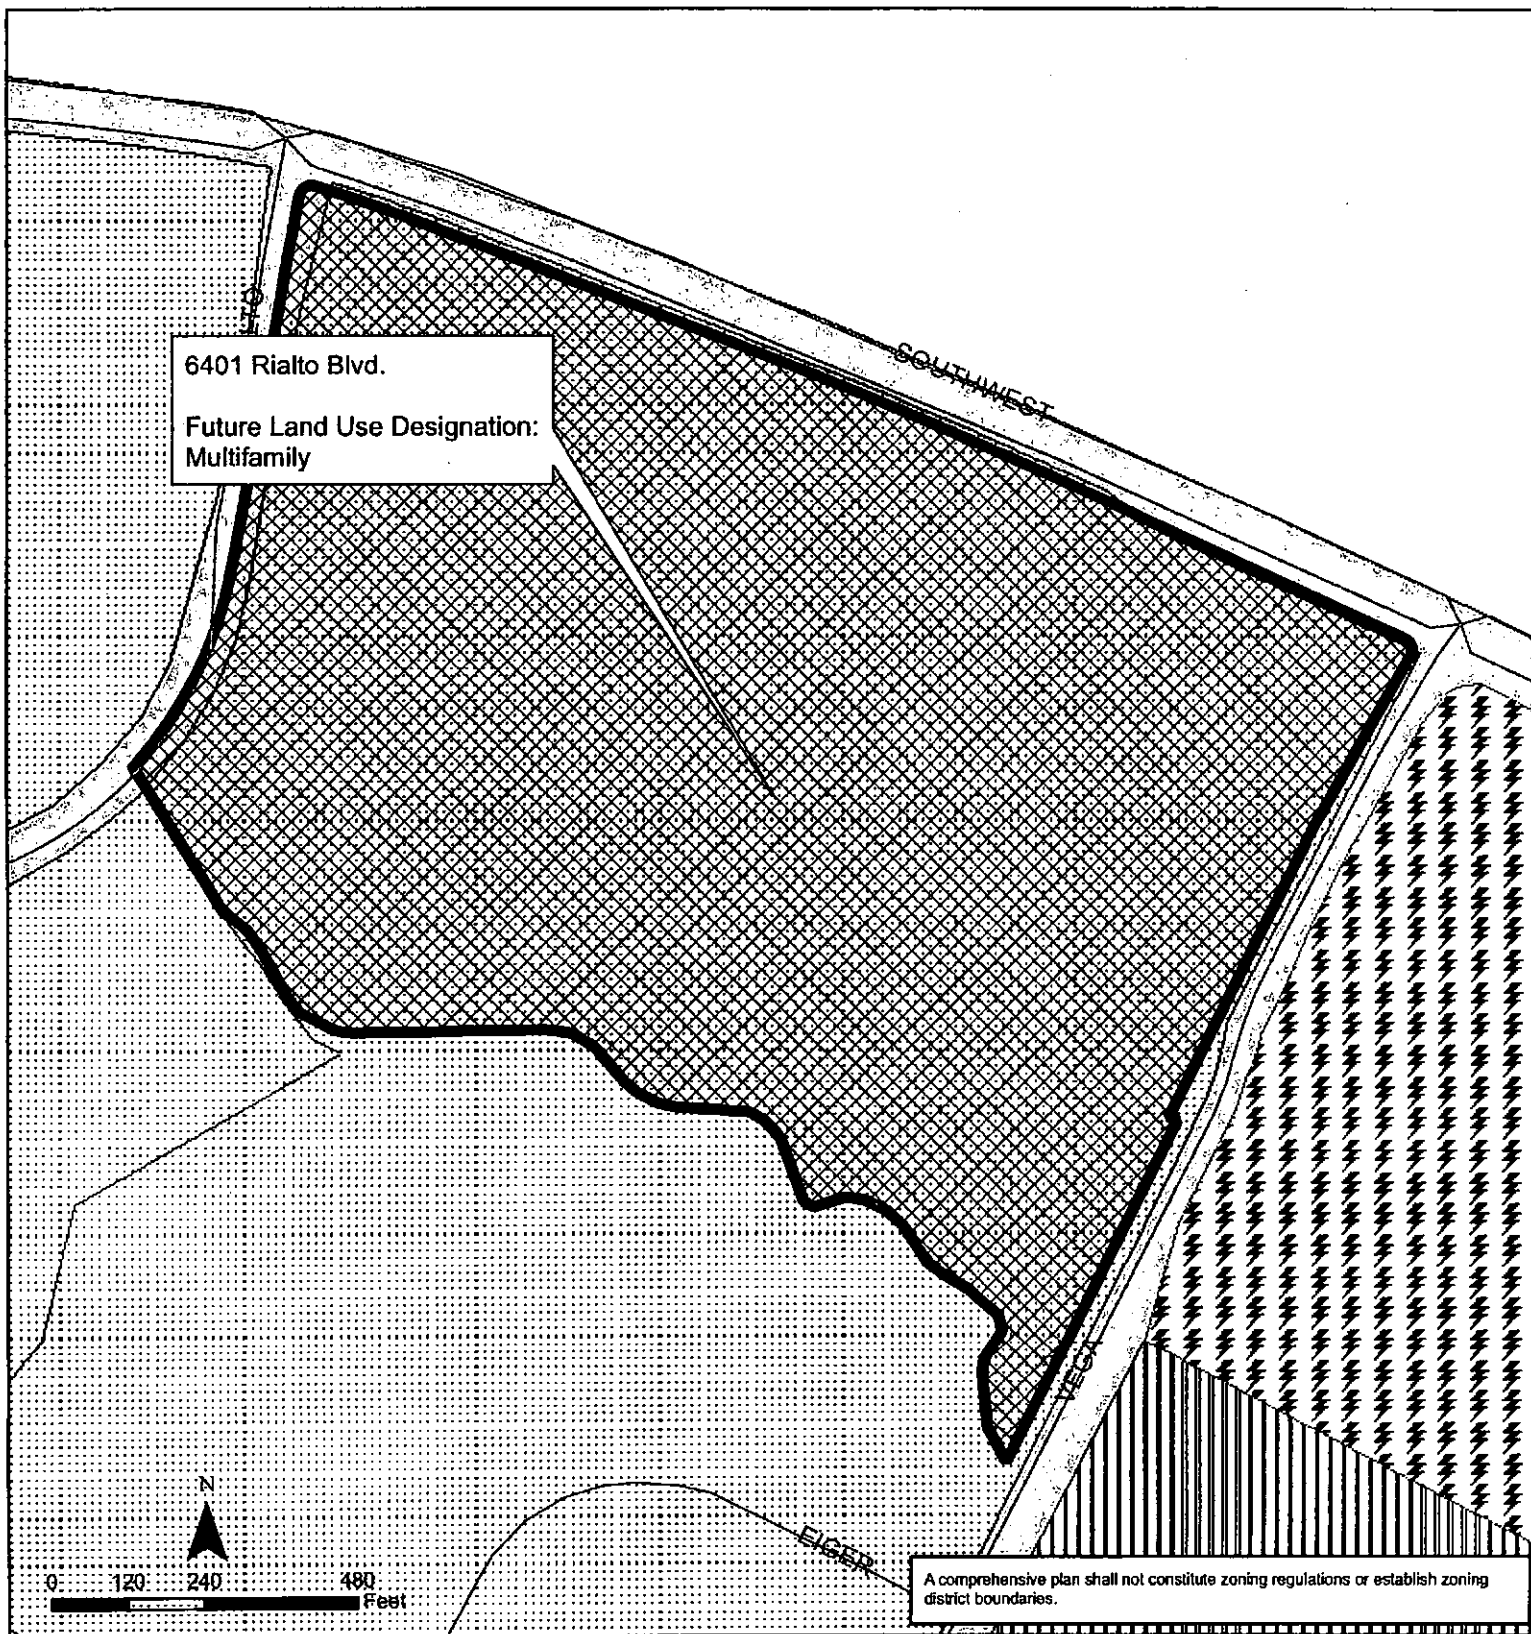 SOUTHWEST
6401 Rialto Blvd.
Future Land Use Designation:
Multifamily
VEGA
EIGER
N
0 120 240 480
Feet
A comprehensive plan shall not constitute zoning regulations or establish zoning
district boundaries.